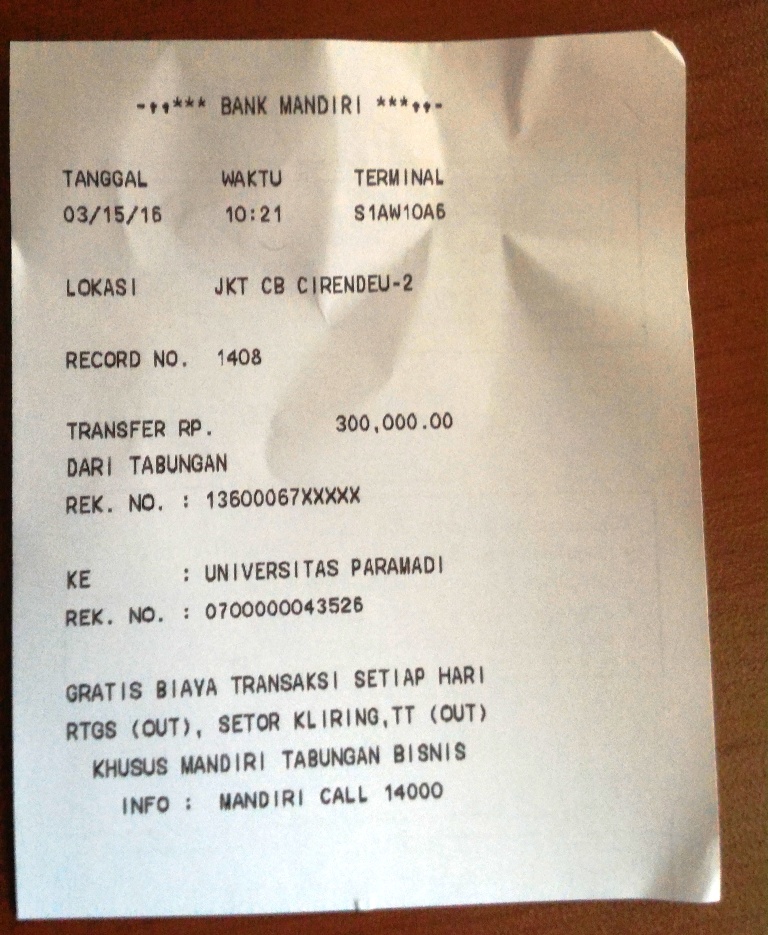 -++*** BANK MANDIRI ***++-
TANGGAL WAKTU TERMINAL
03/15/16 10:21 S1AW10A6
LOKASI JKT CB CIRENDEU-2
RECORD NO. 1408
TRANSFER RP. 300,000.00
DARI TABUNGAN
REK. NO. : 13600067XXXXX
KE : UNIVERSITAS PARAMADI
REK. NO. : 0700000043526
GRATIS BIAYA TRANSAKSI SETIAP HARI
RTGS (OUT), SETOR KLIRING,TT (OUT)
KHUSUS MANDIRI TABUNGAN BISNIS
INFO : MANDIRI CALL 14000